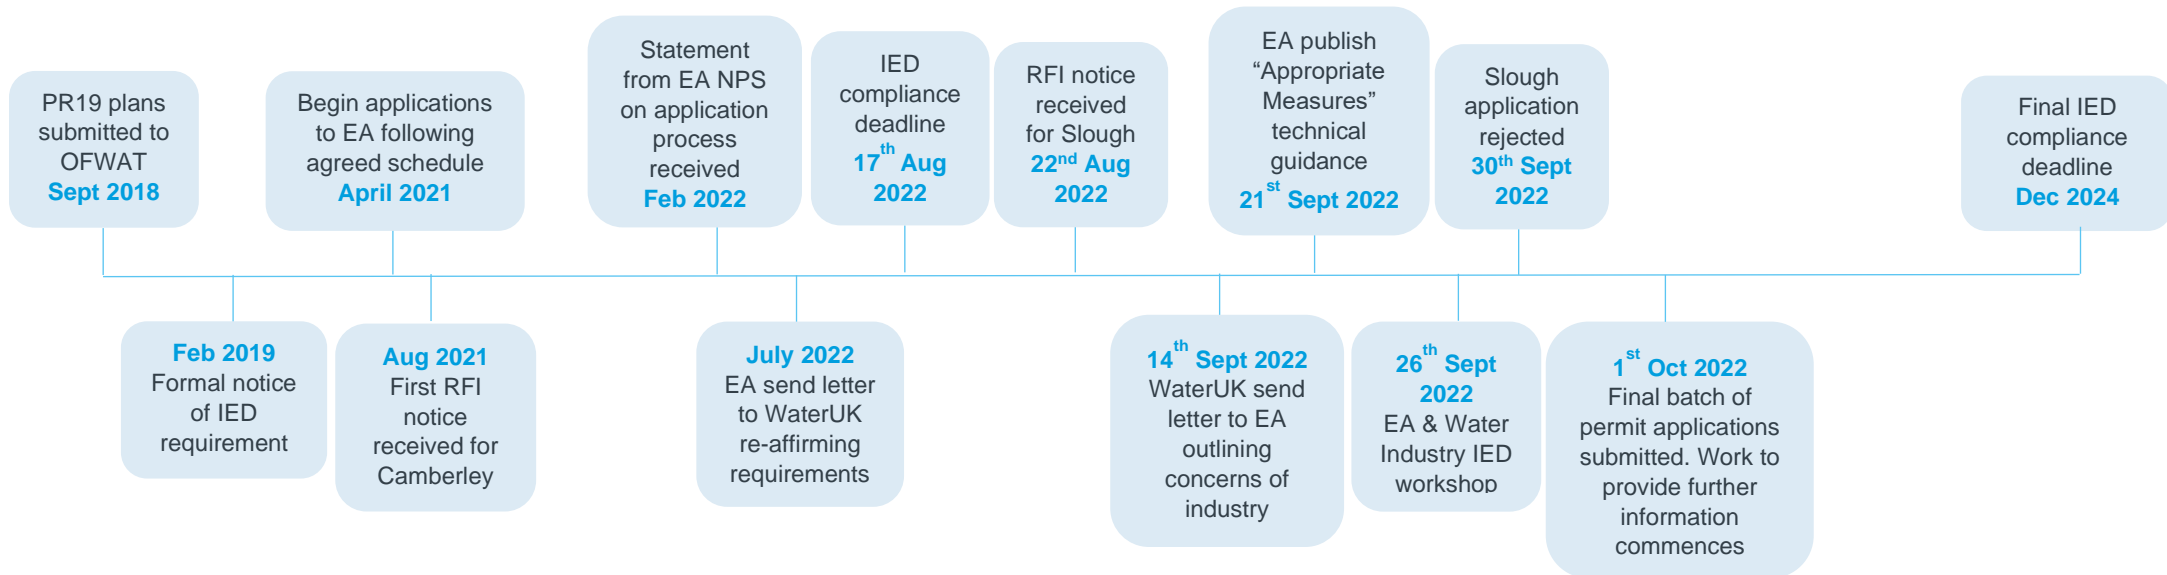 PR19 plans
submitted to
OFWAT
Sept 2018
Begin applications
to EA following
agreed schedule
April 2021
Statement
from EA NPS
on application
process
received
Feb 2022
IED
compliance
deadline
17th Aug
2022
RFI notice
received
for Slough
22nd Aug
2022
EA publish
“Appropriate
Measures”
technical
guidance
21st Sept 2022
Slough
application
rejected
30th Sept
2022
Final IED
compliance
deadline
Dec 2024
Feb 2019
Formal notice
of IED
requirement
Aug 2021
First RFI
notice
received for
Camberley
July 2022
EA send letter
to WaterUK
re-affirming
requirements
14th Sept 2022
WaterUK send
letter to EA
outlining
concerns of
industry
26th Sept
2022
EA & Water
Industry IED
workshop
1st Oct 2022
Final batch of
permit applications
submitted. Work to
provide further
information
commences